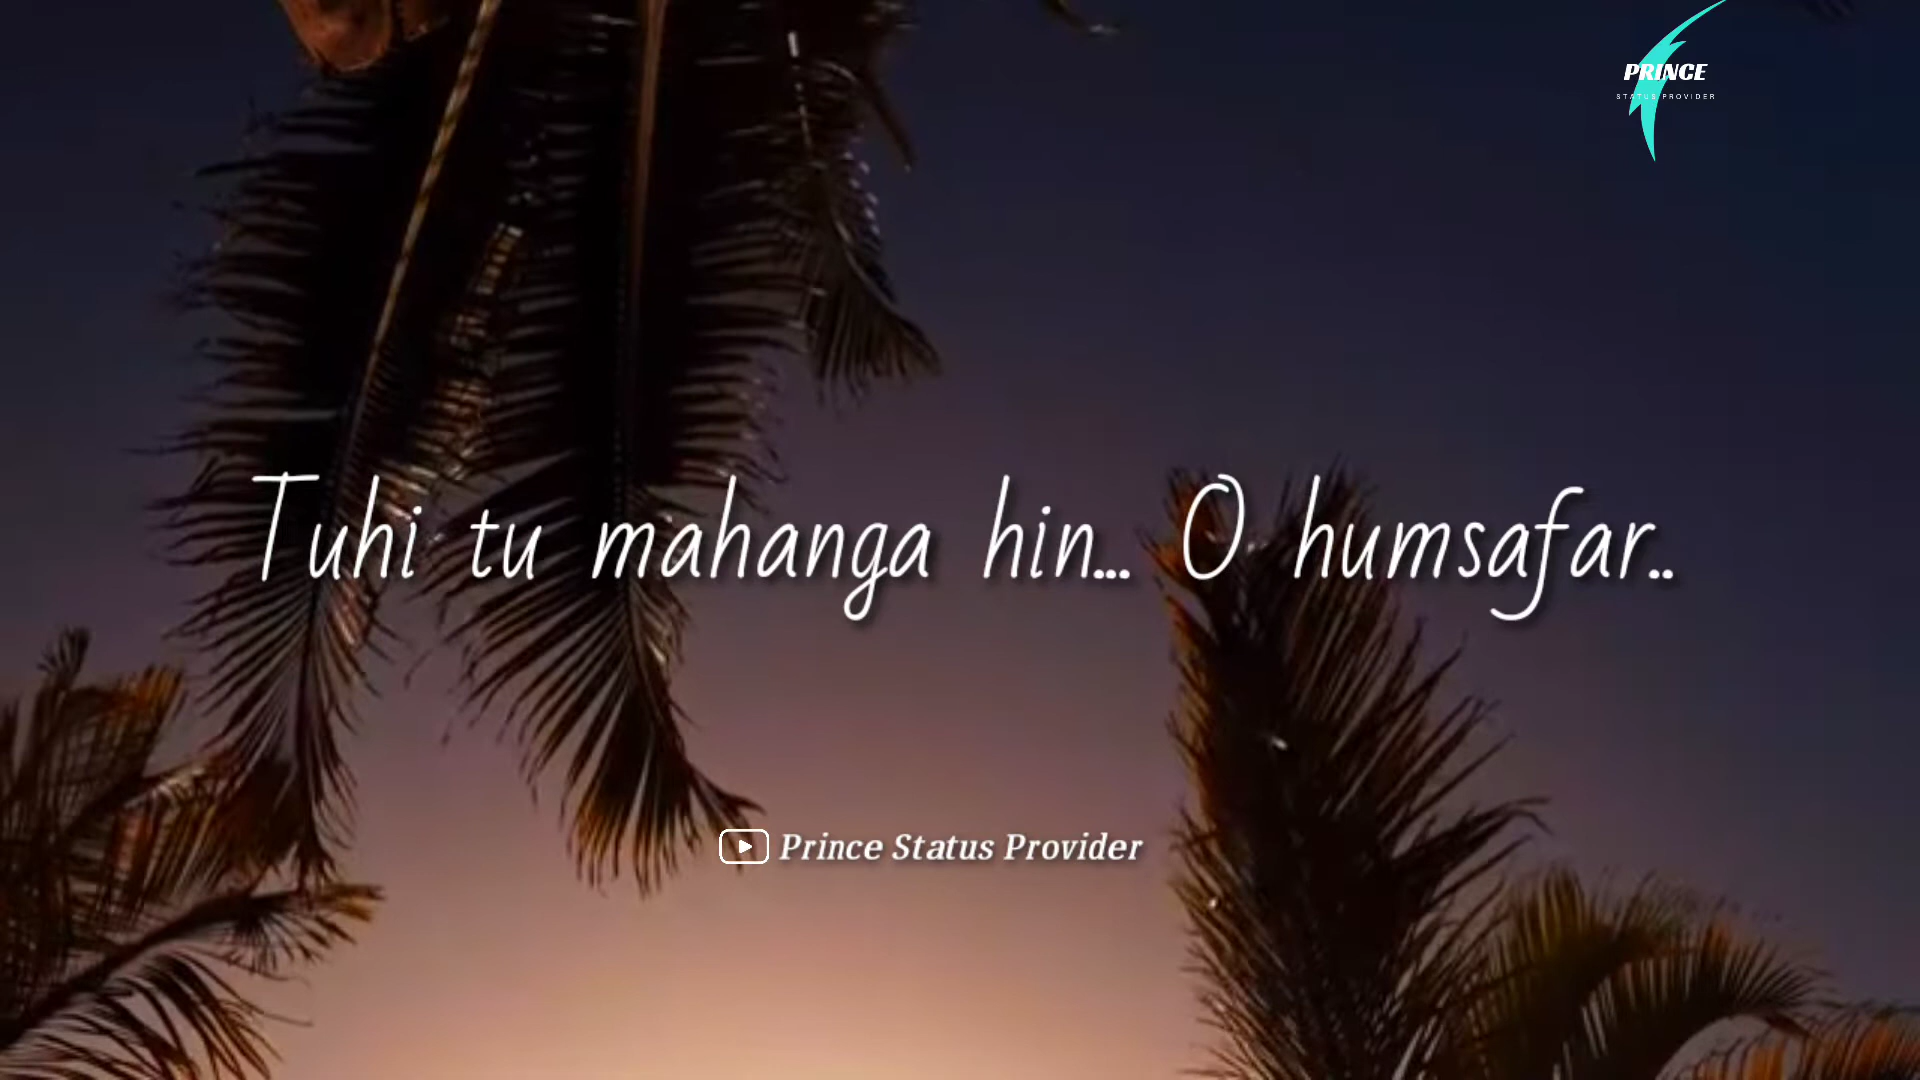 PRINCE
STATUS PROVIDER
Tuhi tu mahanga hin... O humsafar..
Prince Status Provider